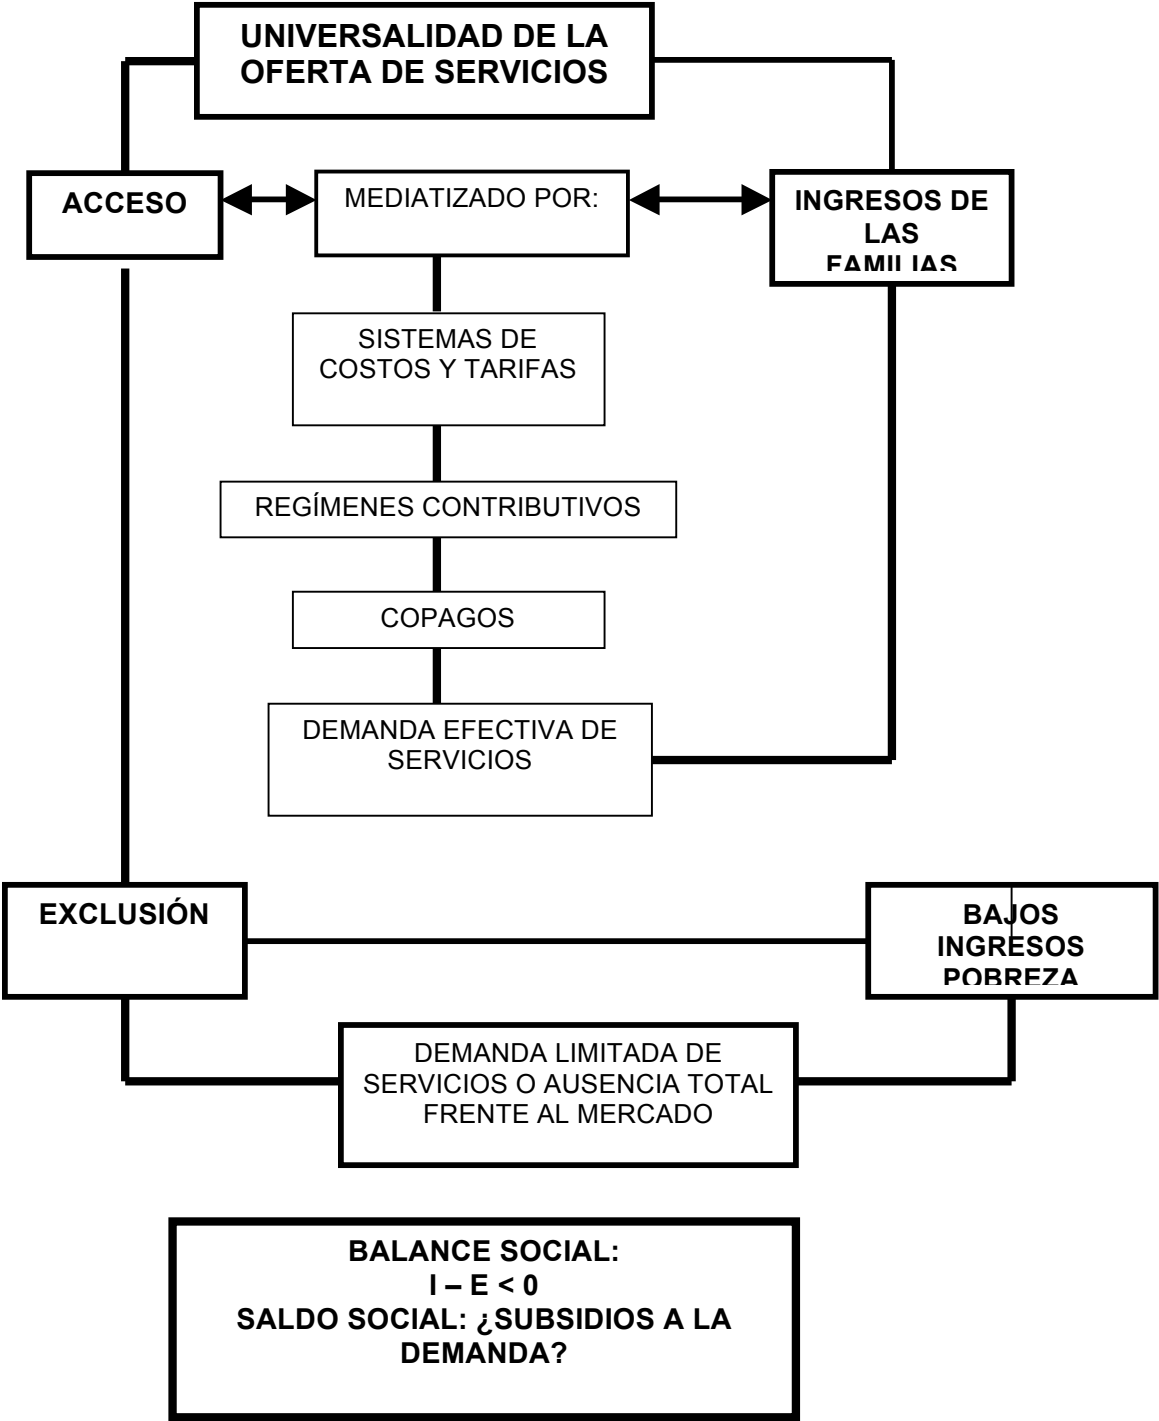 UNIVERSALIDAD DE LA
OFERTA DE SERVICIOS
ACCESO
MEDIATIZADO POR:
INGRESOS DE
LAS
FAMILIAS
SISTEMAS DE
COSTOS Y TARIFAS
REGÍMENES CONTRIBUTIVOS
COPAGOS
DEMANDA EFECTIVA DE
SERVICIOS
EXCLUSIÓN
BAJOS
INGRESOS
POBREZA
DEMANDA LIMITADA DE
SERVICIOS O AUSENCIA TOTAL
FRENTE AL MERCADO
BALANCE SOCIAL:
I – E < 0
SALDO SOCIAL: ¿SUBSIDIOS A LA
DEMANDA?